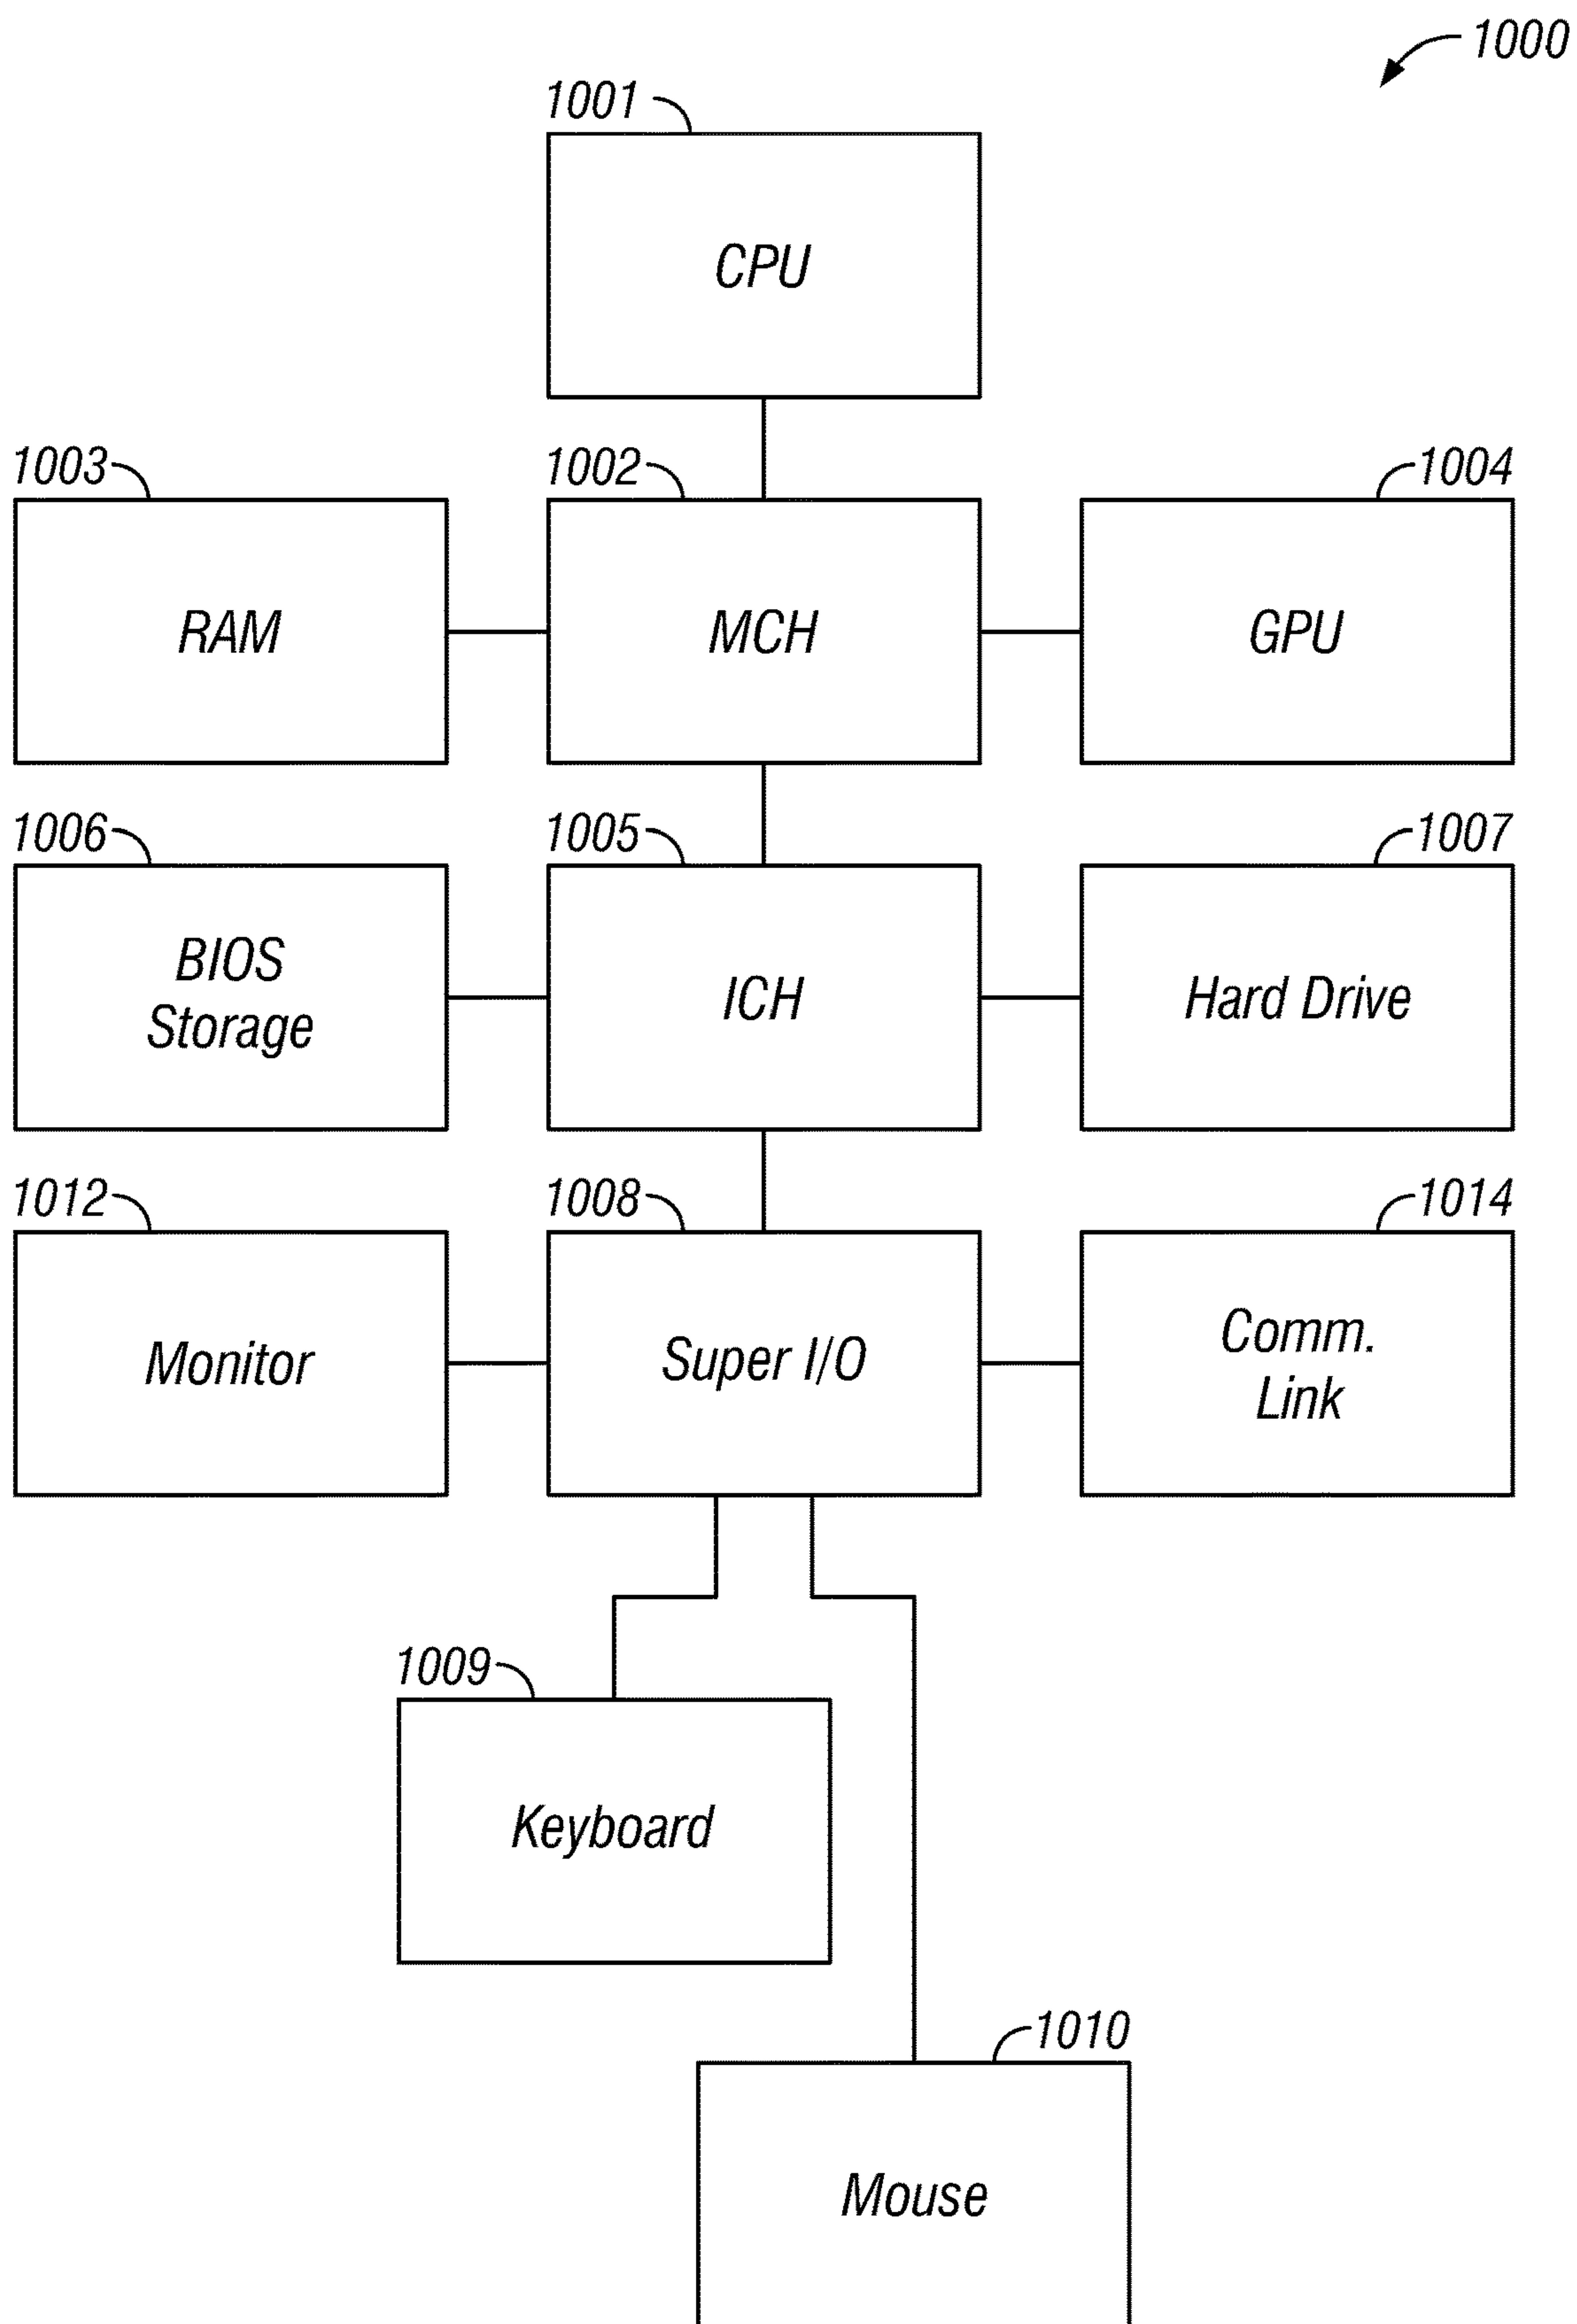 1000
1001
CPU
1003
1002
1004
RAM
MCH
GPU
1006
1005
1007
BIOS
Storage
ICH
Hard Drive
1012
1008
1014
Monitor
Super I/O
Comm.
Link
1009
Keyboard
1010
Mouse